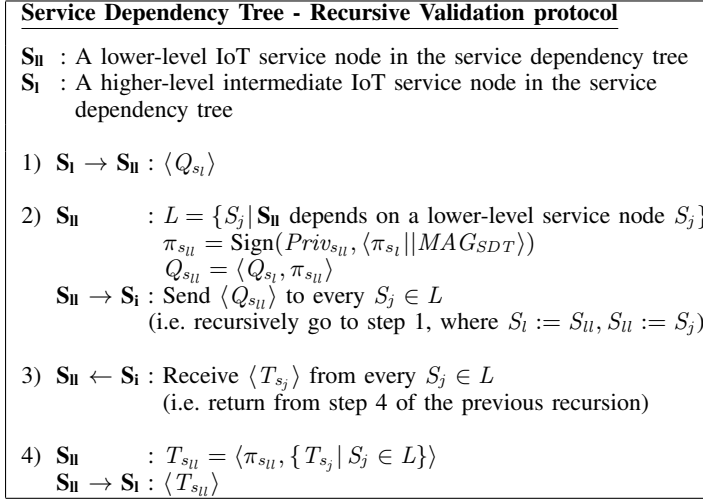 Service Dependency Tree - Recursive Validation protocol
S_ll : A lower-level IoT service node in the service dependency tree
S_l : A higher-level intermediate IoT service node in the service
dependency tree
1) S_l → S_ll : ⟨Q_{s_l}⟩
2) S_ll : L = {S_j | S_ll depends on a lower-level service node S_j}
π_{s_ll} = Sign(Priv_{s_ll}, ⟨π_{s_l}||MAG_{SDT}⟩)
Q_{s_ll} = ⟨Q_{s_l}, π_{s_ll}⟩
S_ll → S_i : Send ⟨Q_{s_ll}⟩ to every S_j ∈ L
(i.e. recursively go to step 1, where S_l := S_ll, S_ll := S_j)
3) S_ll ← S_i : Receive ⟨T_{s_j}⟩ from every S_j ∈ L
(i.e. return from step 4 of the previous recursion)
4) S_ll : T_{s_ll} = ⟨π_{s_ll}, {T_{s_j} | S_j ∈ L}⟩
S_ll → S_l : ⟨T_{s_ll}⟩